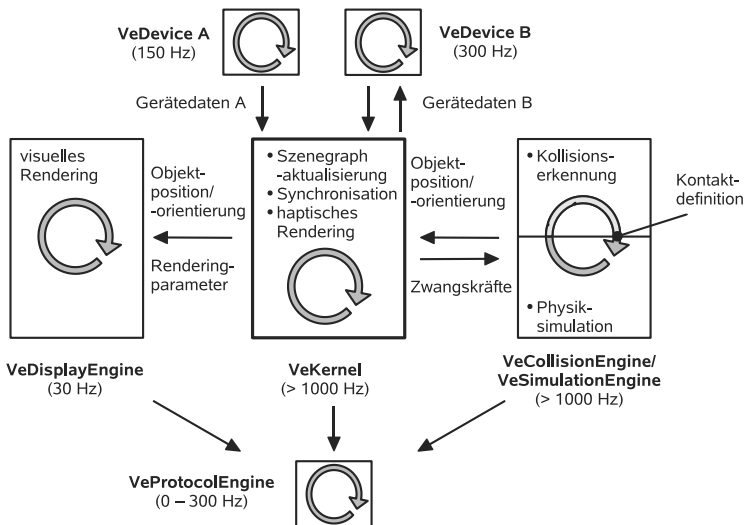 VeDevice A
(150 Hz)
VeDevice B
(300 Hz)
Gerätedaten A
Gerätedaten B
visuelles
Rendering
Objekt-
position/
-orientierung
Rendering-
parameter
• Szenegraph
-aktualisierung
• Synchronisation
• haptisches
Rendering
Objekt-
position/
-orientierung
Zwangskräfte
• Kollisions-
erkennung
Kontakt-
definition
• Physik-
simulation
VeDisplayEngine
(30 Hz)
VeKernel
(> 1000 Hz)
VeCollisionEngine/
VeSimulationEngine
(> 1000 Hz)
VeProtocolEngine
(0 – 300 Hz)